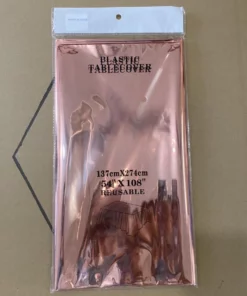 PLASTIC
TABLECOVER
137cmX274cm
54" X 108"
REUSABLE